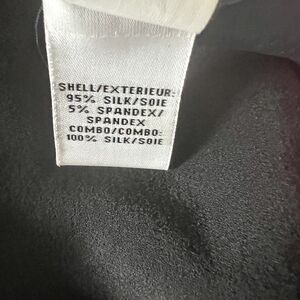 SHELL/EXTERIEUR:
95% SILK/SOIE
5% SPANDEX/
SPANDEX
COMBO/COMBO:
100% SILK/SOIE